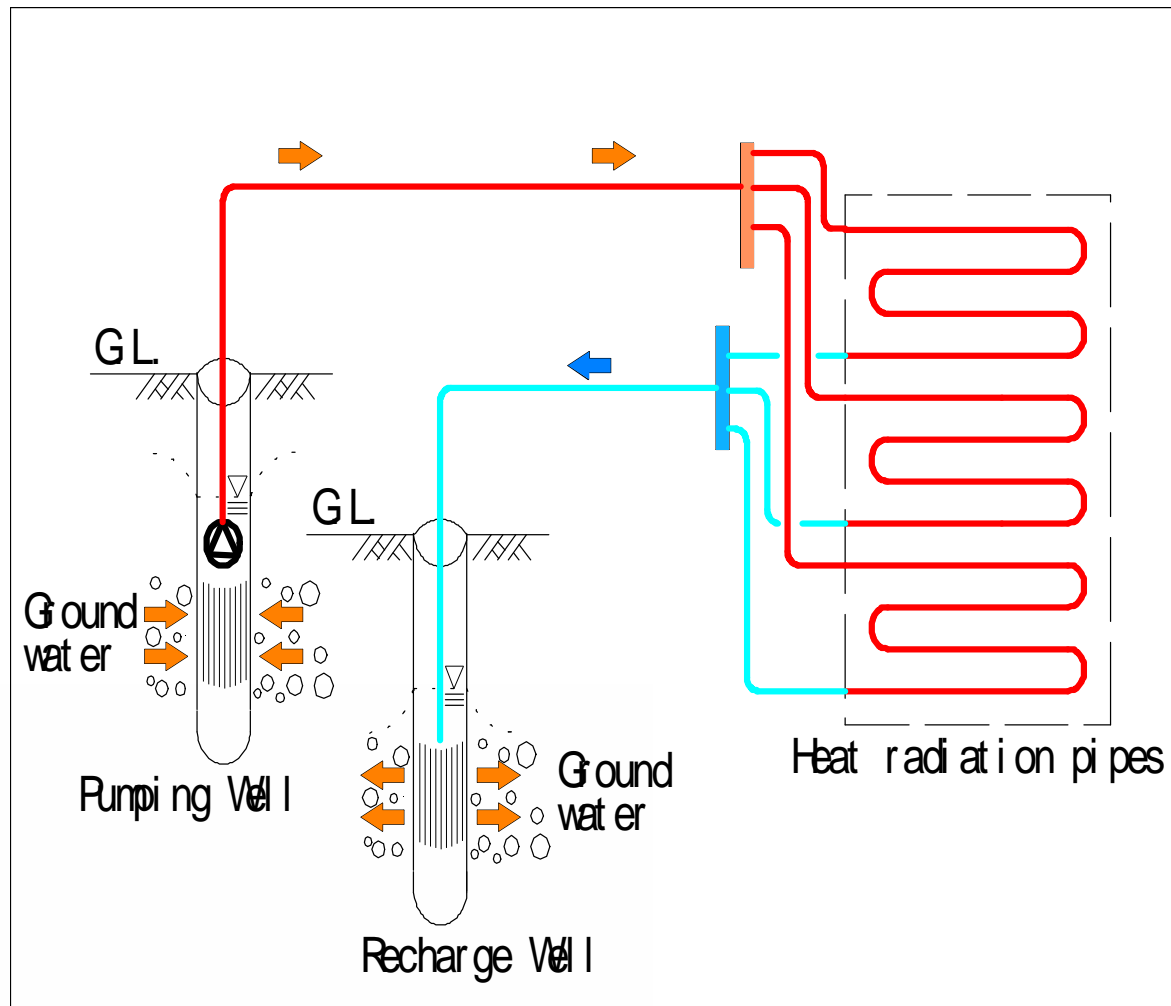 G.L.
G.L
Ground
water
Ground
water
Heat radiation pipes
Pumping Well
Recharge Well